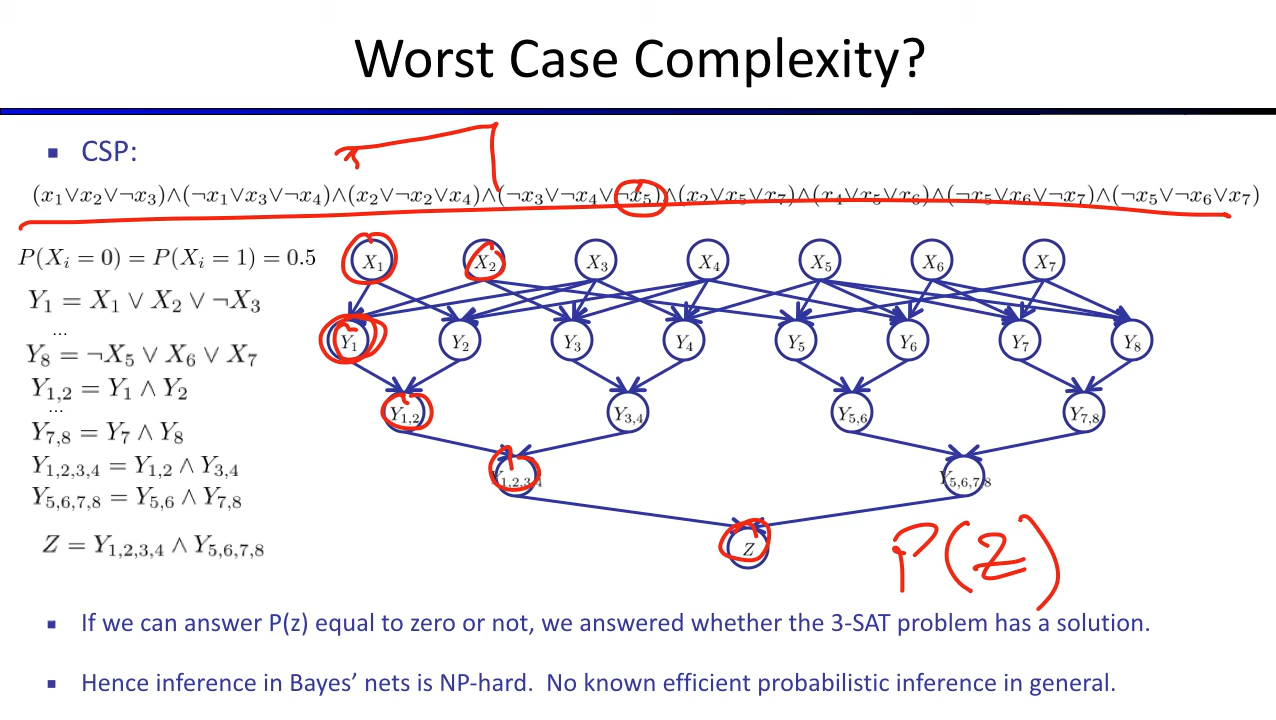 Worst Case Complexity?
CSP:
(x₁∨x₂∨¬x₃)∧(¬x₁∨x₃∨¬x₄)∧(x₂∨¬x₂∨x₄)∧(¬x₃∨¬x₄∨¬x₅)∧(x₂∨x₅∨x₇)∧(x₄∨x₅∨x₆)∧(¬x₅∨x₆∨¬x₇)∧(¬x₅∨¬x₆∨x₇)
P(Xᵢ = 0) = P(Xᵢ = 1) = 0.5
X₁ X₂ X₃ X₄ X₅ X₆ X₇
Y₁ = X₁ ∨ X₂ ∨ ¬X₃
...
Y₁ Y₂ Y₃ Y₄ Y₅ Y₆ Y₇ Y₈
Y₈ = ¬X₅ ∨ X₆ ∨ X₇
Y₁,₂ = Y₁ ∧ Y₂
...
Y₁,₂ Y₃,₄ Y₅,₆ Y₇,₈
Y₇,₈ = Y₇ ∧ Y₈
Y₁,₂,₃,₄ = Y₁,₂ ∧ Y₃,₄
Y₁,₂,₃,₄ Y₅,₆,₇,₈
Y₅,₆,₇,₈ = Y₅,₆ ∧ Y₇,₈
Z = Y₁,₂,₃,₄ ∧ Y₅,₆,₇,₈
Z
P(Z)
If we can answer P(z) equal to zero or not, we answered whether the 3-SAT problem has a solution.
Hence inference in Bayes’ nets is NP-hard. No known efficient probabilistic inference in general.